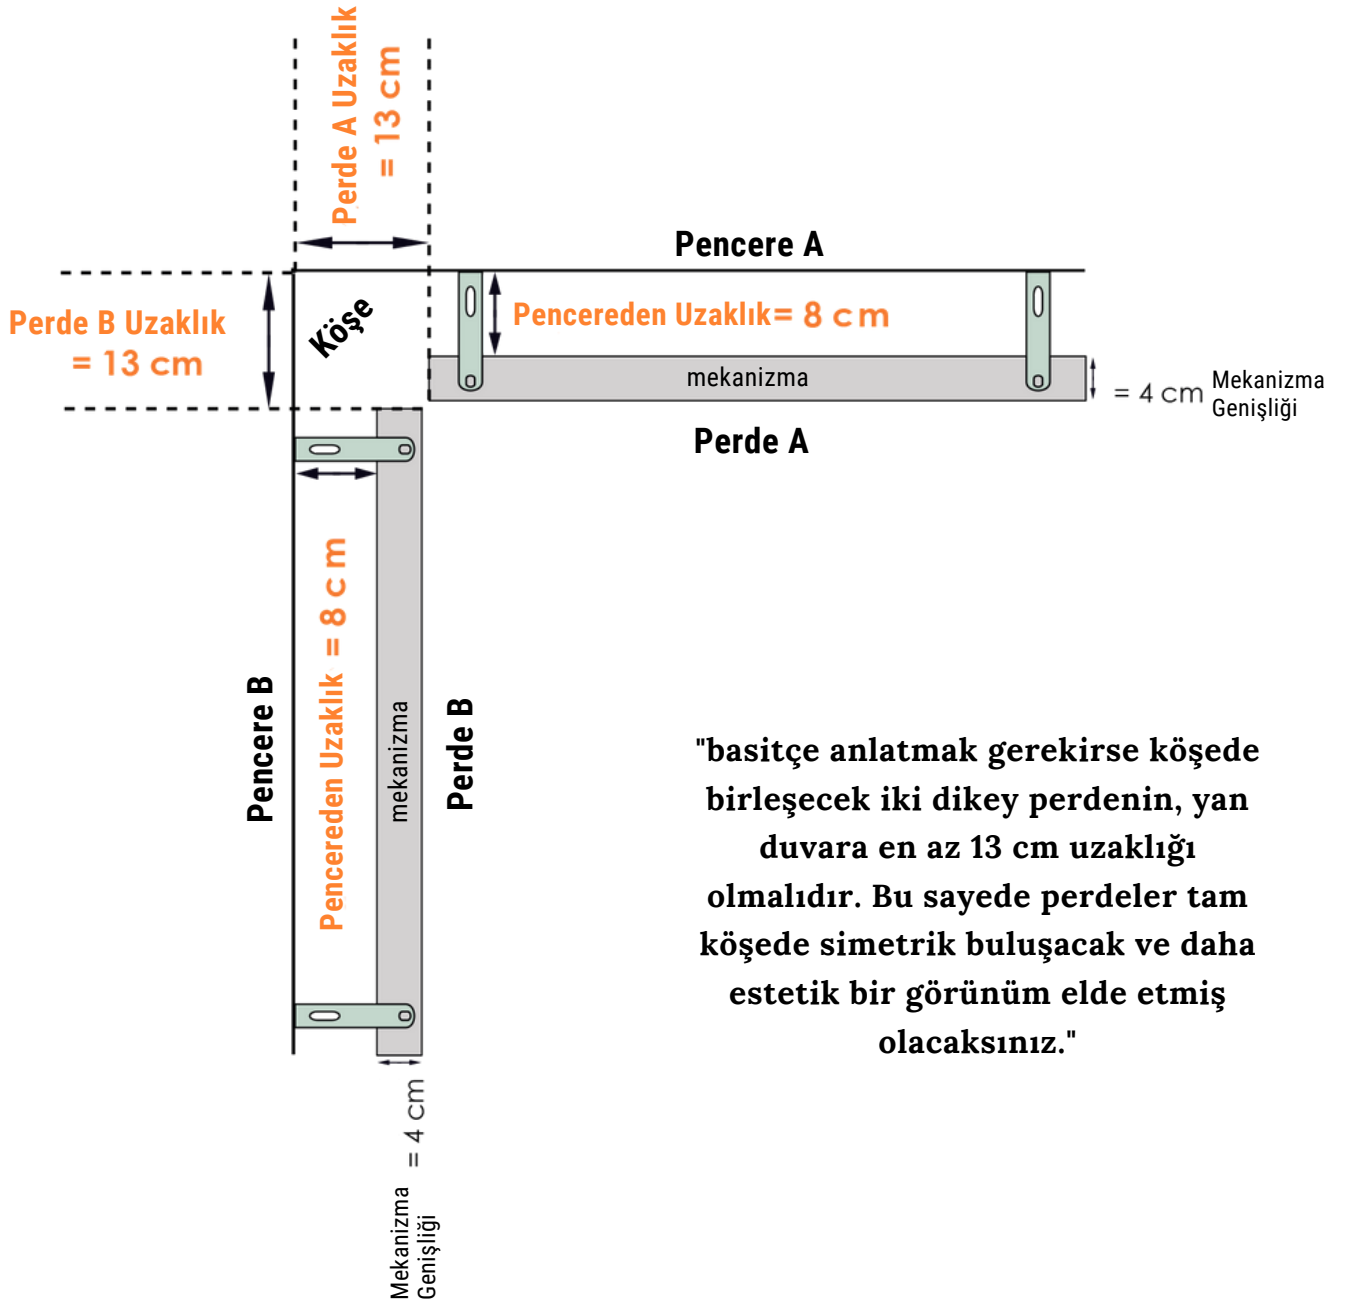 Perde A Uzaklık
= 13 cm
Pencere A
Perde B Uzaklık
= 13 cm
Köşe
Pencereden Uzaklık= 8 cm
mekanizma
= 4 cm
Mekanizma
Genişliği
Perde A
Pencere B
Pencereden Uzaklık = 8 cm
mekanizma
Perde B
"basitçe anlatmak gerekirse köşede
birleşecek iki dikey perdenin, yan
duvara en az 13 cm uzaklığı
olmalıdır. Bu sayede perdeler tam
köşede simetrik buluşacak ve daha
estetik bir görünüm elde etmiş
olacaksınız."
= 4 cm
Mekanizma
Genişliği